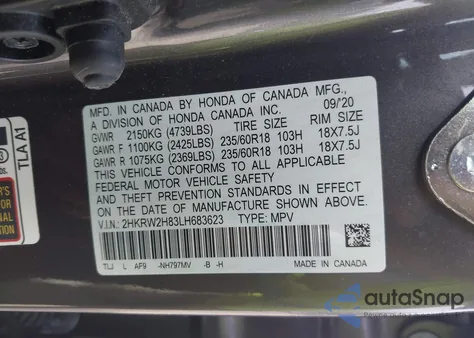 MFD. IN CANADA BY HONDA OF CANADA MFG.,
A DIVISION OF HONDA CANADA INC. 09/'20
GVWR 2150KG (4739LBS) TIRE SIZE RIM SIZE
GAWR F 1100KG (2425LBS) 235/60R18 103H 18X7.5J
GAWR R 1075KG (2369LBS) 235/60R18 103H 18X7.5J
THIS VEHICLE CONFORMS TO ALL APPLICABLE
FEDERAL MOTOR VEHICLE SAFETY
AND THEFT PREVENTION STANDARDS IN EFFECT
ON THE DATE OF MANUFACTURE SHOWN ABOVE.
V.I.N.: 2HKRW2H83LH683623 TYPE: MPV
TLJ L AF9 -NH797MV -B -H
MADE IN CANADA
TLA A1
autoSnap